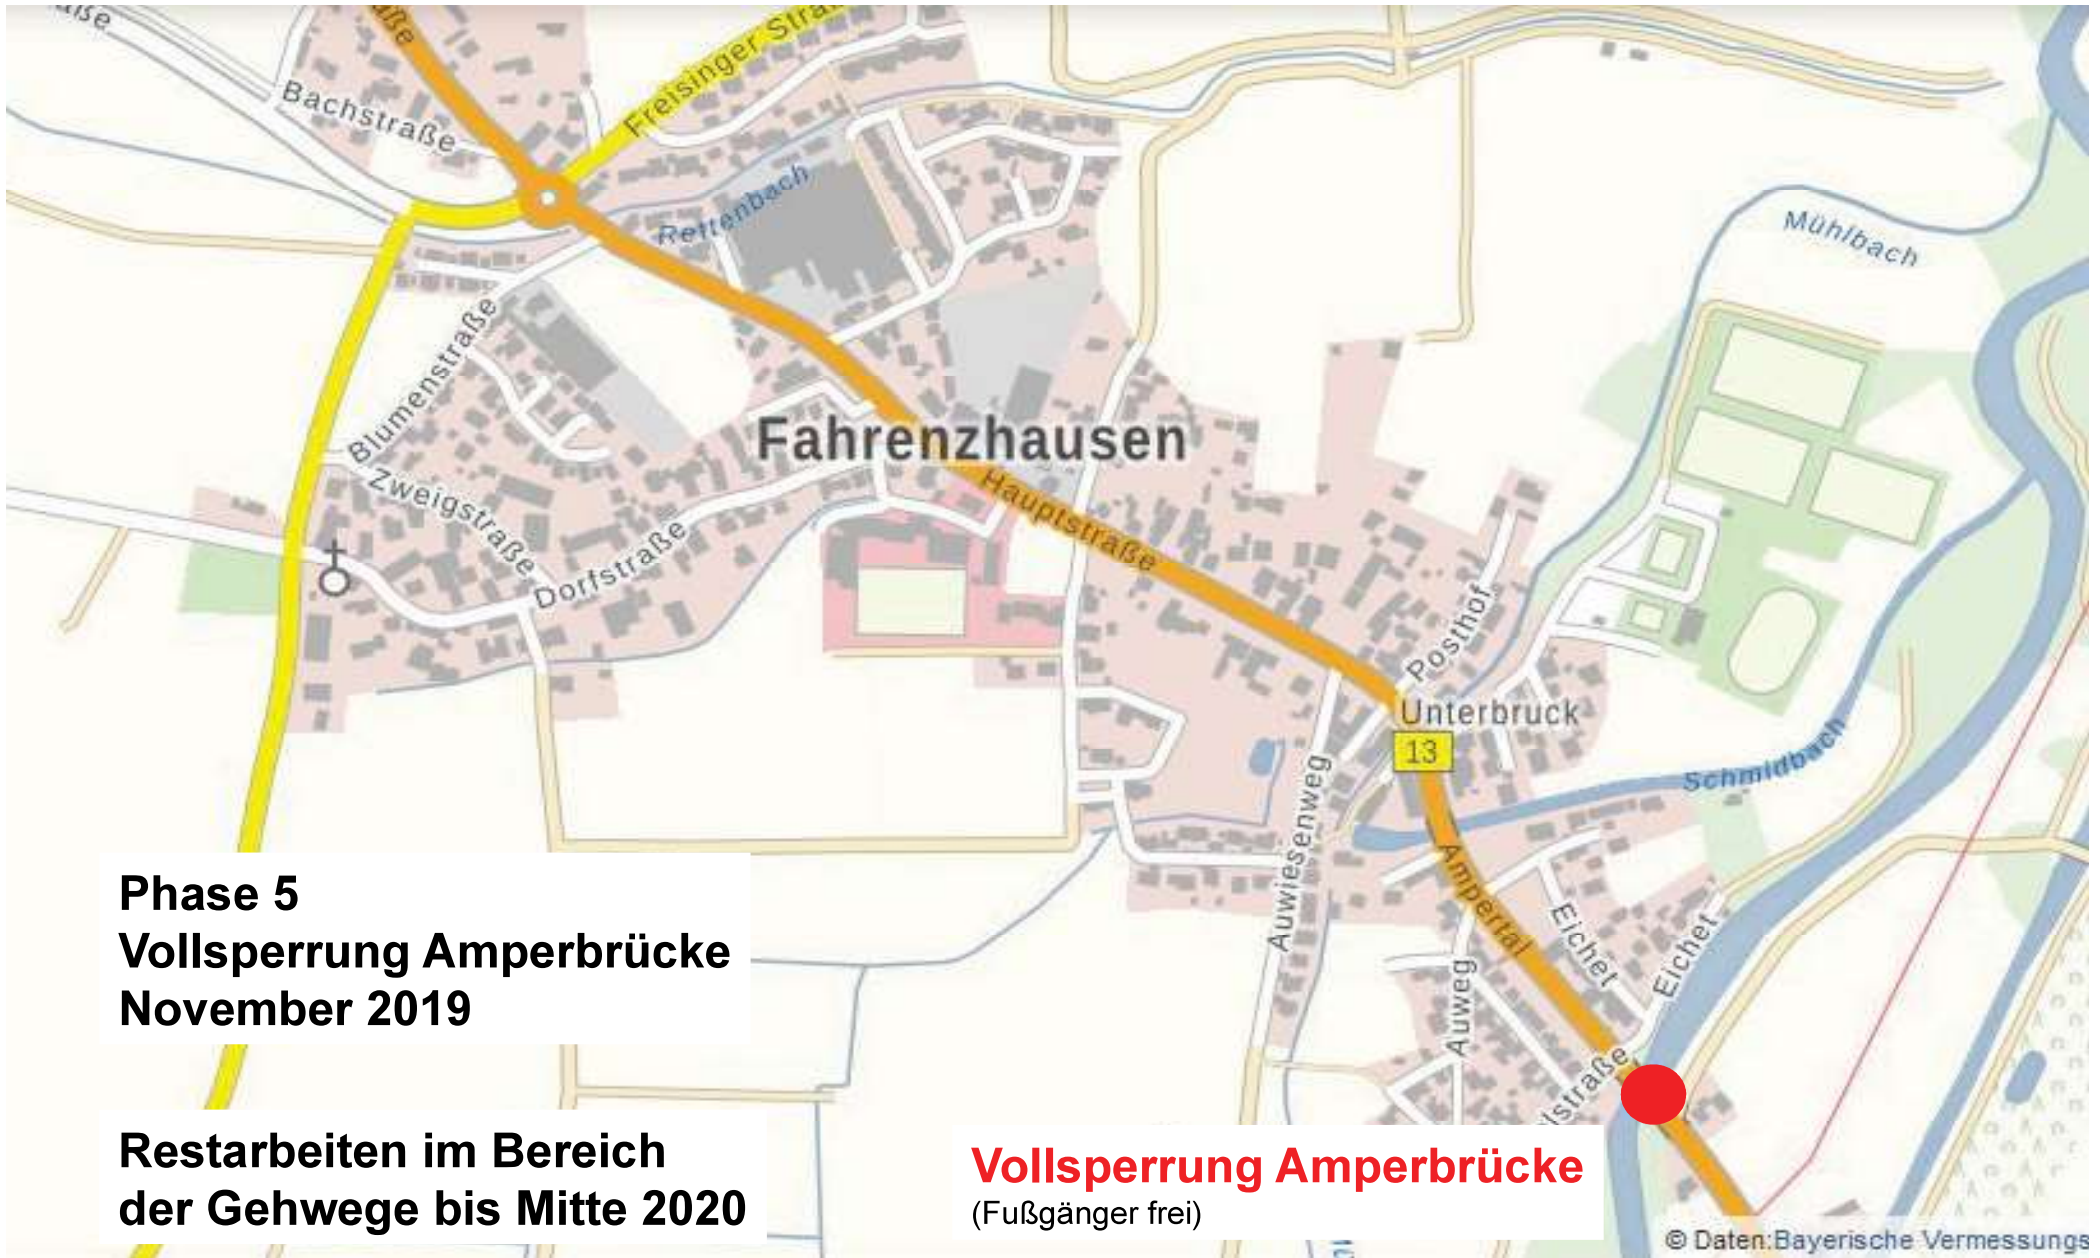 Bachstraße
Freisinger
Rettenbach
Mühlbach
Blumenstraße
Fahrenzhausen
Zweigstraße
Hauptstraße
Dorfstraße
Posthof
Unterbruck
13
Schmidbach
Auwiesenweg
Ampertal
Eichet
Eichet
Auweg
Phase 5
Vollsperrung Amperbrücke
November 2019
Restarbeiten im Bereich
der Gehwege bis Mitte 2020
Vollsperrung Amperbrücke
(Fußgänger frei)
© Daten:Bayerische Vermessungs